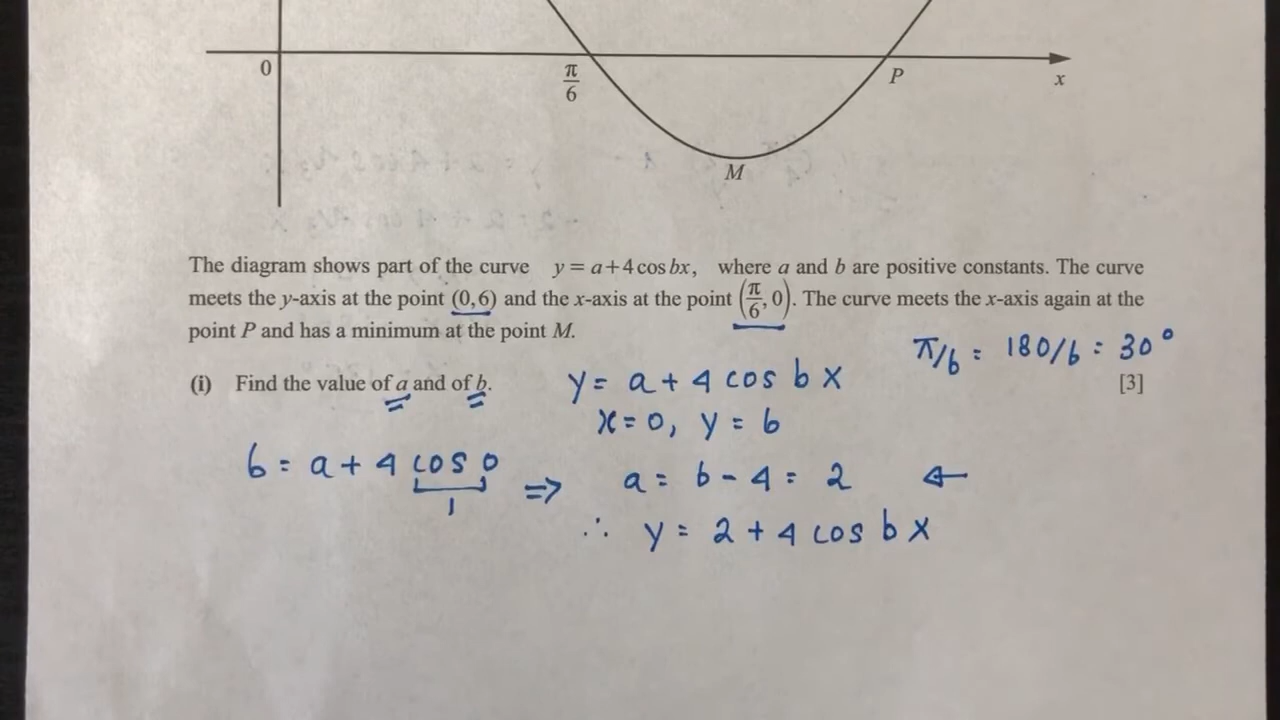 0
π/6
P
x
M
The diagram shows part of the curve y = a+4 cos bx, where a and b are positive constants. The curve
meets the y-axis at the point (0,6) and the x-axis at the point (π/6, 0). The curve meets the x-axis again at the
point P and has a minimum at the point M.
π/6 = 180/6 = 30°
(i) Find the value of a and of b.
[3]
y = a + 4 cos b x
x = 0, y = 6
6 = a + 4 cos 0
1
⇒ a = 6 - 4 = 2 ←
∴ y = 2 + 4 cos b x